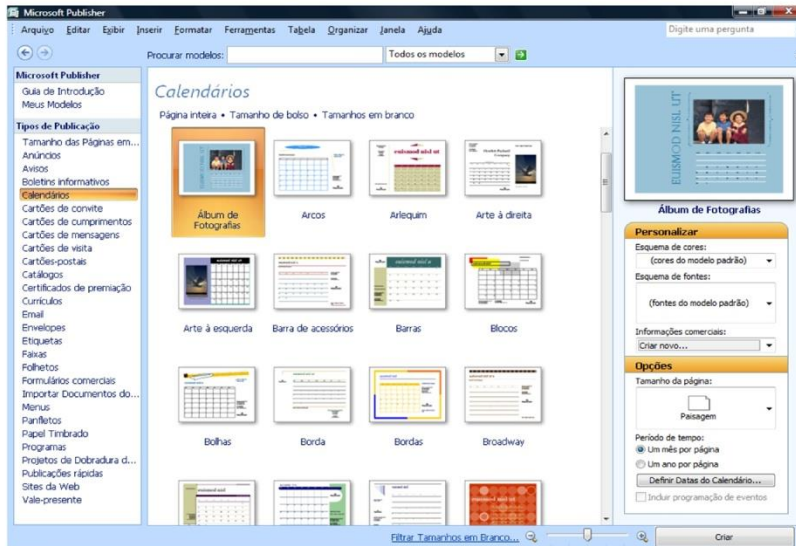 Microsoft Publisher
Arquivo Editar Exibir Inserir Formatar Ferramentas Tabela Organizar Janela Ajuda
Digite uma pergunta
Procurar modelos:
Todos os modelos
Microsoft Publisher
Guia de Introdução
Meus Modelos
Tipos de Publicação
Tamanho das Páginas em...
Anúncios
Avisos
Boletins informativos
Calendários
Cartões de convite
Cartões de cumprimentos
Cartões de mensagens
Cartões de visita
Cartões-postais
Catálogos
Certificados de premiação
Currículos
Email
Envelopes
Etiquetas
Faixas
Folhetos
Formulários comerciais
Importar Documentos do...
Menus
Panfletos
Papel Timbrado
Programas
Projetos de Dobradura d...
Publicações rápidas
Sites da Web
Vale-presente
Calendários
Página inteira • Tamanho de bolso • Tamanhos em branco
Álbum de Fotografias
Arcos
euismod nisl ut
Arlequim
Arte à direita
Arte à esquerda
Barra de acessórios
Barras
Blocos
Bolhas
Borda
Bordas
Broadway
Filtrar Tamanhos em Branco...
EUISMOD NISL UT
Álbum de Fotografias
Personalizar
Esquema de cores:
(cores do modelo padrão)
Esquema de fontes:
(fontes do modelo padrão)
Informações comerciais:
Criar novo...
Opções
Tamanho da página:
Paisagem
Período de tempo:
Um mês por página
Um ano por página
Definir Datas do Calendário...
Incluir programação de eventos
Criar